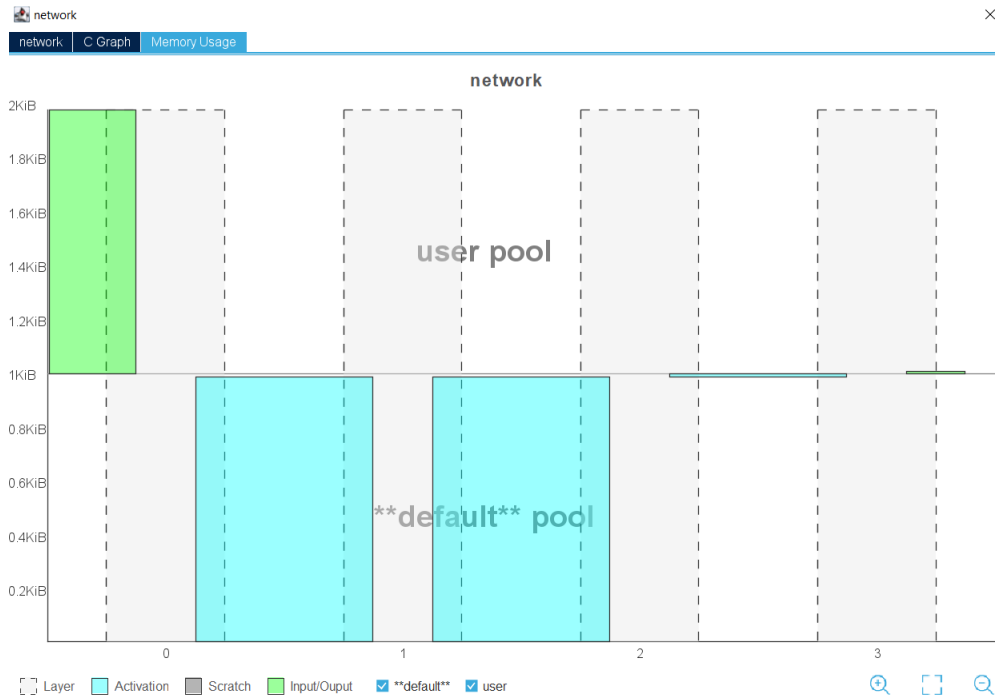 network
network C Graph Memory Usage
network
2KiB
1.8KiB
1.6KiB
user pool
1.4KiB
1.2KiB
1KiB
0.8KiB
0.6KiB
**default** pool
0.4KiB
0.2KiB
0 1 2 3
Layer Activation Scratch Input/Ouput **default** user